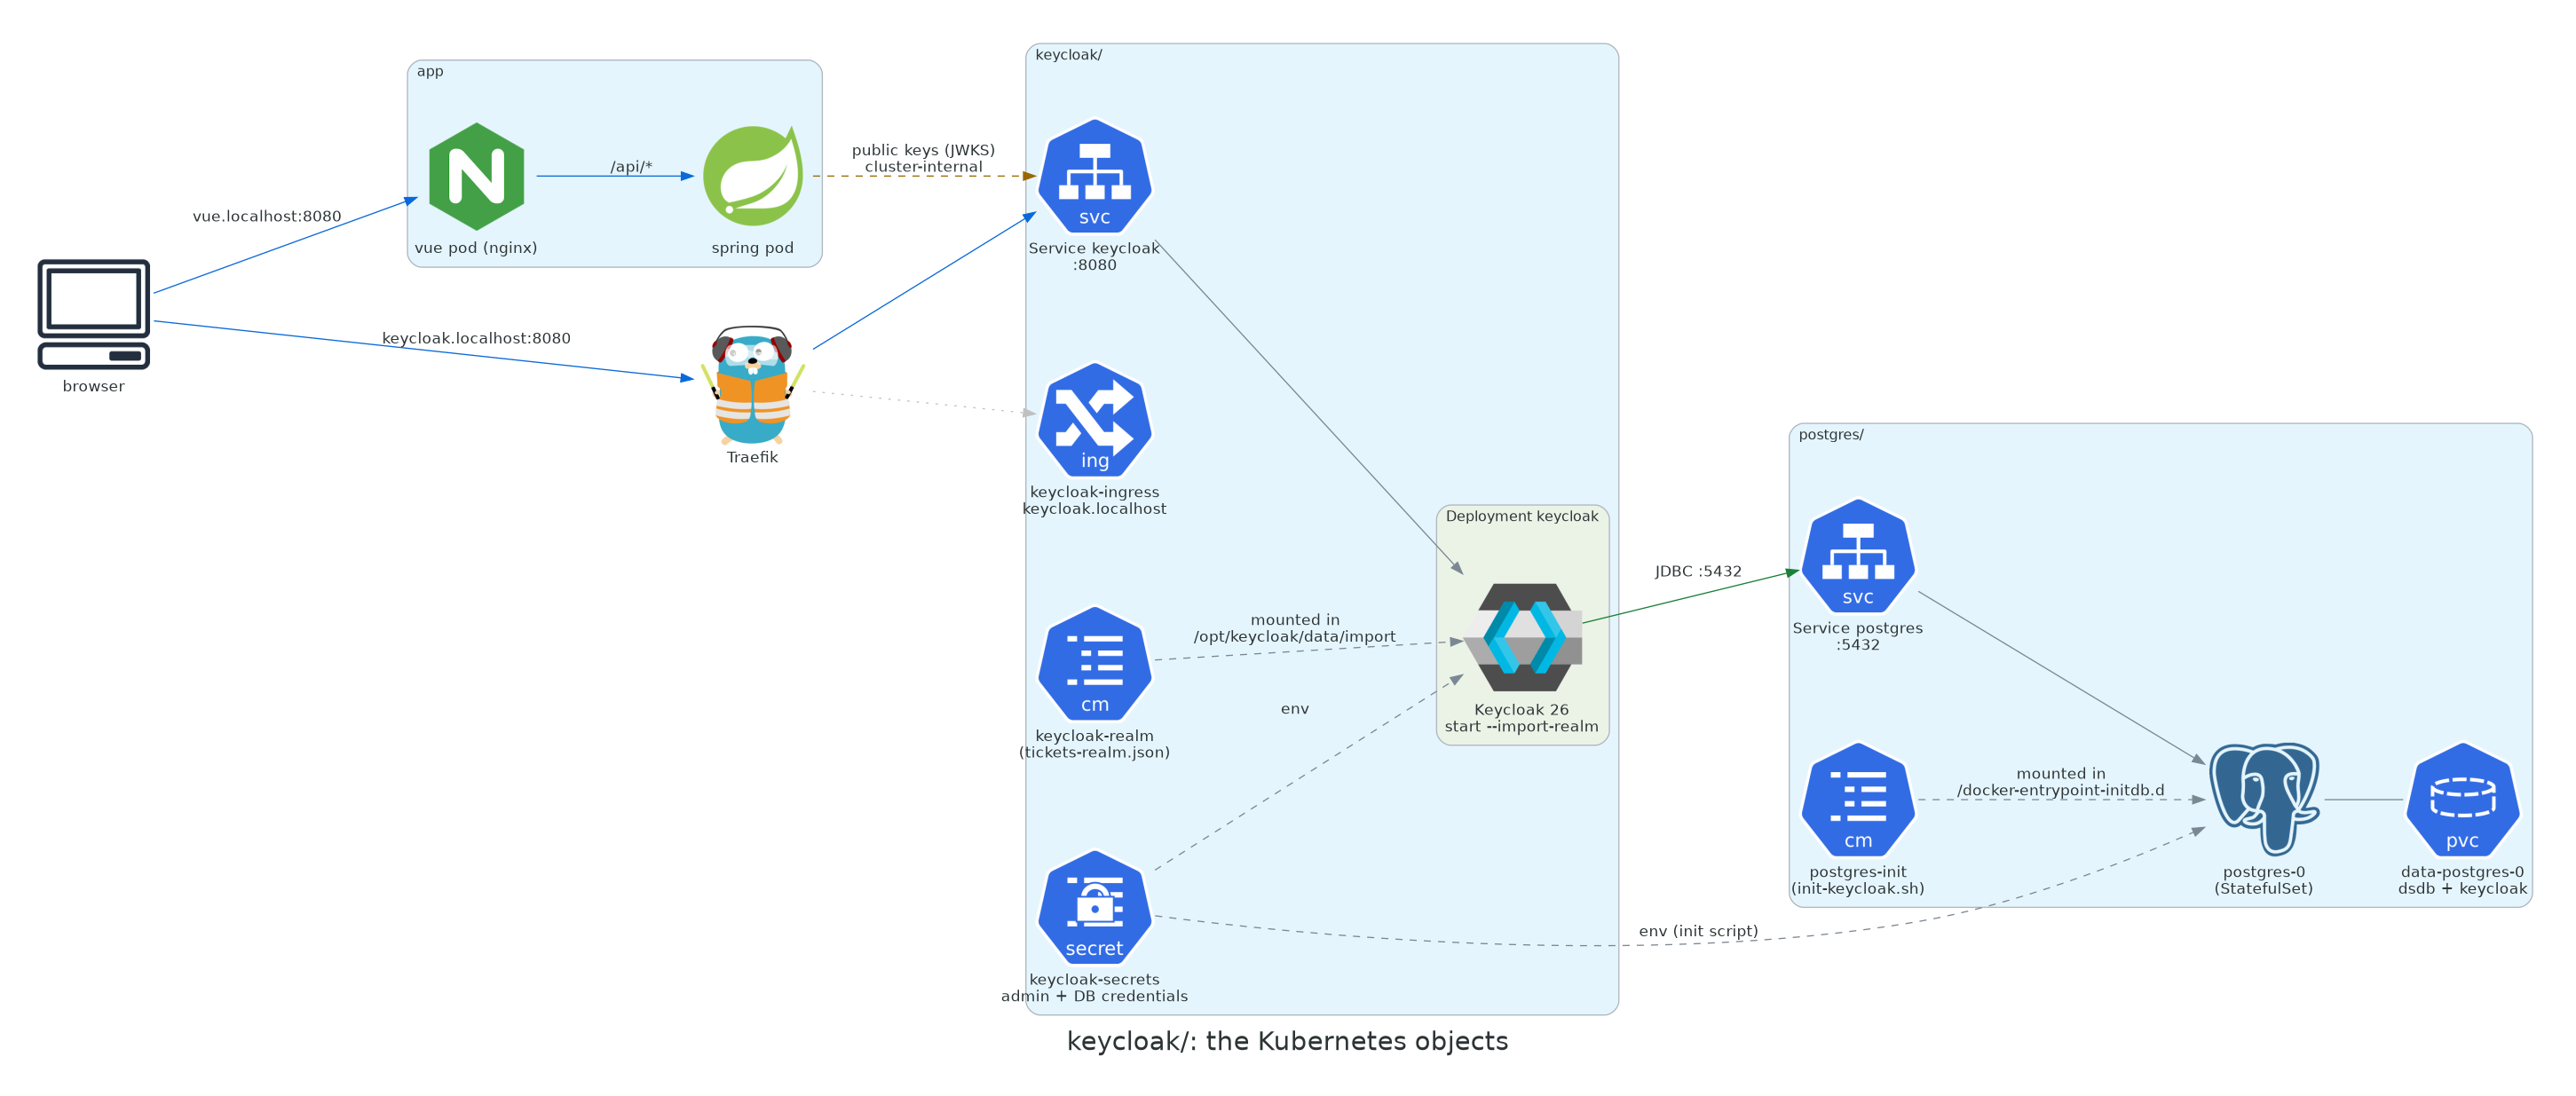 keycloak/
app
public keys (JWKS)
cluster-internal
/api/*
svc
vue.localhost:8080
vue pod (nginx)
spring pod
Service keycloak
:8080
keycloak.localhost:8080
browser
Traefik
ing
keycloak-ingress
keycloak.localhost
postgres/
Deployment keycloak
JDBC :5432
svc
Service postgres
:5432
mounted in
/opt/keycloak/data/import
cm
env
Keycloak 26
start --import-realm
keycloak-realm
(tickets-realm.json)
mounted in
/docker-entrypoint-initdb.d
cm
pvc
postgres-init
(init-keycloak.sh)
postgres-0
(StatefulSet)
data-postgres-0
dsdb + keycloak
env (init script)
secret
keycloak-secrets
admin + DB credentials
keycloak/: the Kubernetes objects